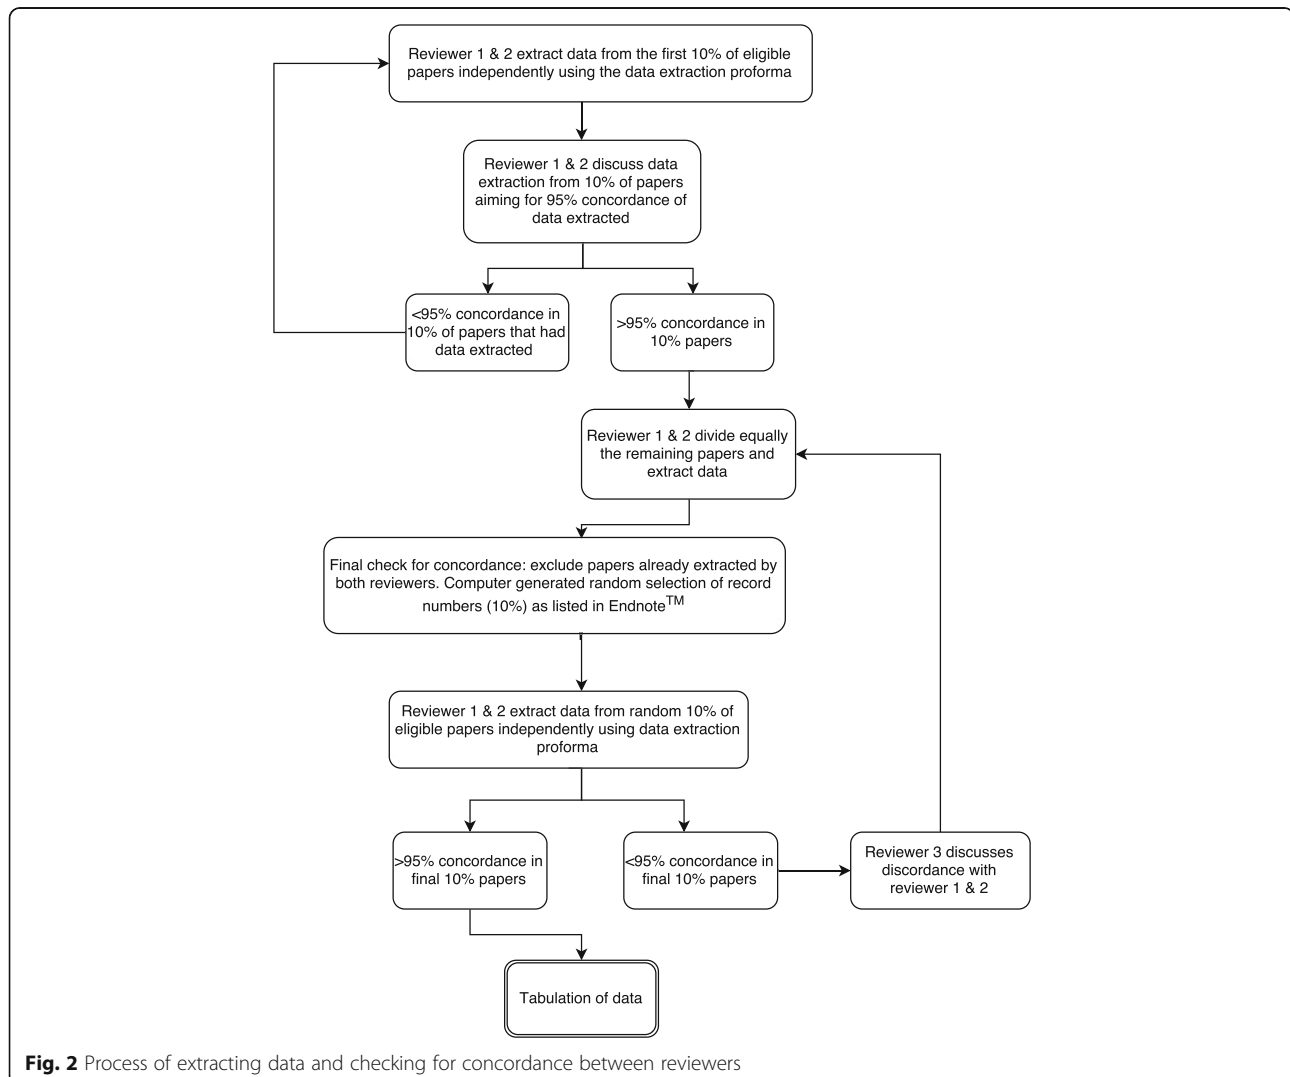 Reviewer 1 & 2 extract data from the first 10% of eligible
papers independently using the data extraction proforma
Reviewer 1 & 2 discuss data
extraction from 10% of papers
aiming for 95% concordance of
data extracted
<95% concordance in
10% of papers that had
data extracted
>95% concordance in
10% papers
Reviewer 1 & 2 divide equally
the remaining papers and
extract data
Final check for concordance: exclude papers already extracted by
both reviewers. Computer generated random selection of record
numbers (10%) as listed in Endnote™
Reviewer 1 & 2 extract data from random 10% of
eligible papers independently using data extraction
proforma
>95% concordance in
final 10% papers
<95% concordance in
final 10% papers
Reviewer 3 discusses
discordance with
reviewer 1 & 2
Tabulation of data
Fig. 2 Process of extracting data and checking for concordance between reviewers